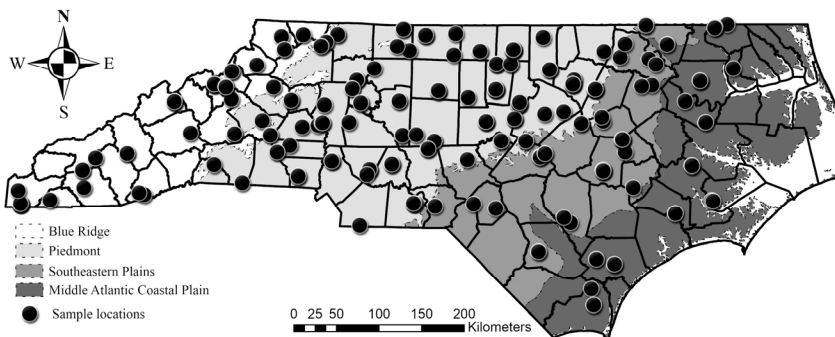 N
W E
S
Blue Ridge
Piedmont
Southeastern Plains
Middle Atlantic Coastal Plain
Sample locations
0 25 50 100 150 200
Kilometers